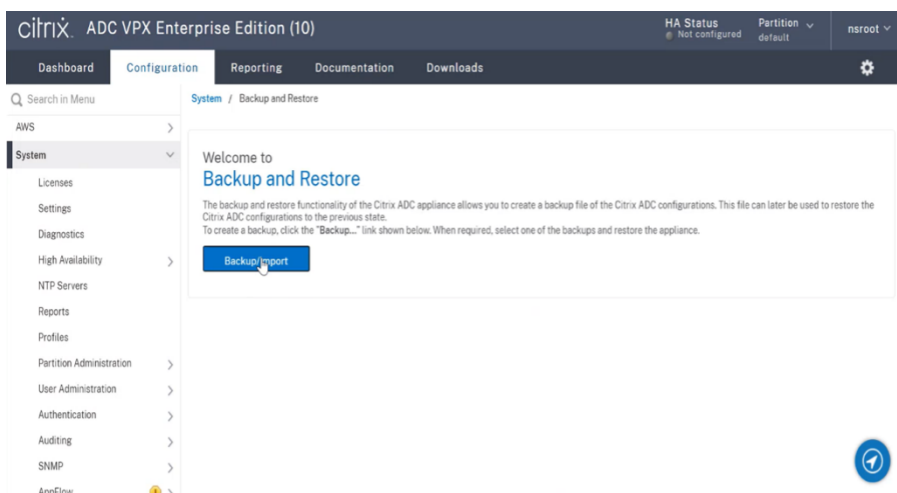 citrix. ADC VPX Enterprise Edition (10)
HA Status
Not configured
Partition
default
nsroot
Dashboard Configuration Reporting Documentation Downloads
Search in Menu
System / Backup and Restore
AWS
System
Licenses
Settings
Diagnostics
High Availability
NTP Servers
Reports
Profiles
Partition Administration
User Administration
Authentication
Auditing
SNMP
AppFlow
Welcome to
Backup and Restore
The backup and restore functionality of the Citrix ADC appliance allows you to create a backup file of the Citrix ADC configurations. This file can later be used to restore the
Citrix ADC configurations to the previous state.
To create a backup, click the "Backup..." link shown below. When required, select one of the backups and restore the appliance.
Backup/Import